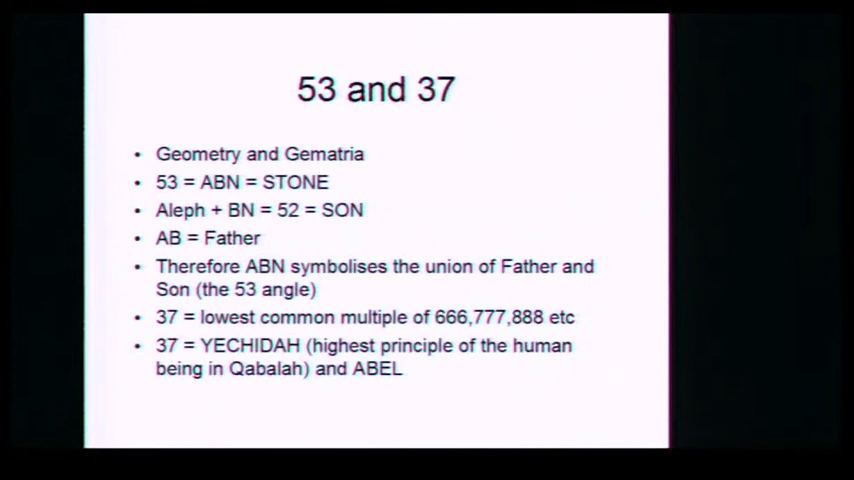 53 and 37
• Geometry and Gematria
• 53 = ABN = STONE
• Aleph + BN = 52 = SON
• AB = Father
• Therefore ABN symbolises the union of Father and
Son (the 53 angle)
• 37 = lowest common multiple of 666,777,888 etc
• 37 = YECHIDAH (highest principle of the human
being in Qabalah) and ABEL